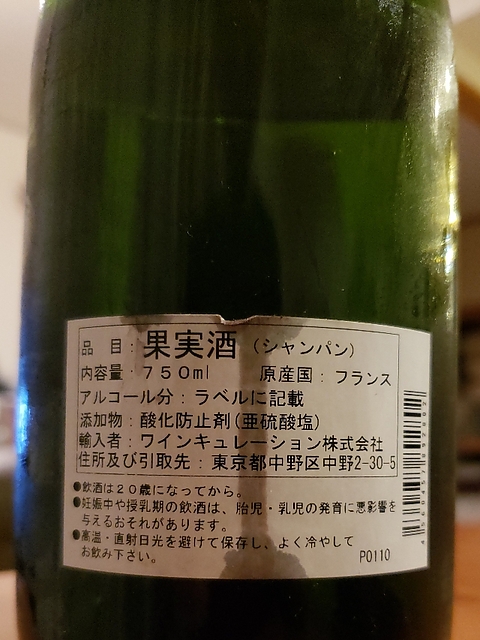 品 目：果実酒（シャンパン）
内容量：７５０ml 原産国：フランス
アルコール分：ラベルに記載
添加物：酸化防止剤(亜硫酸塩)
輸入者：ワインキュレーション株式会社
住所及び引取先：東京都中野区中野2-30-5
●飲酒は２０歳になってから。
●妊娠中や授乳期の飲酒は、胎児・乳児の発育に悪影響を
与えるおそれがあります。
●高温・直射日光を避けて保存し、よく冷やして
お飲み下さい。
P0110